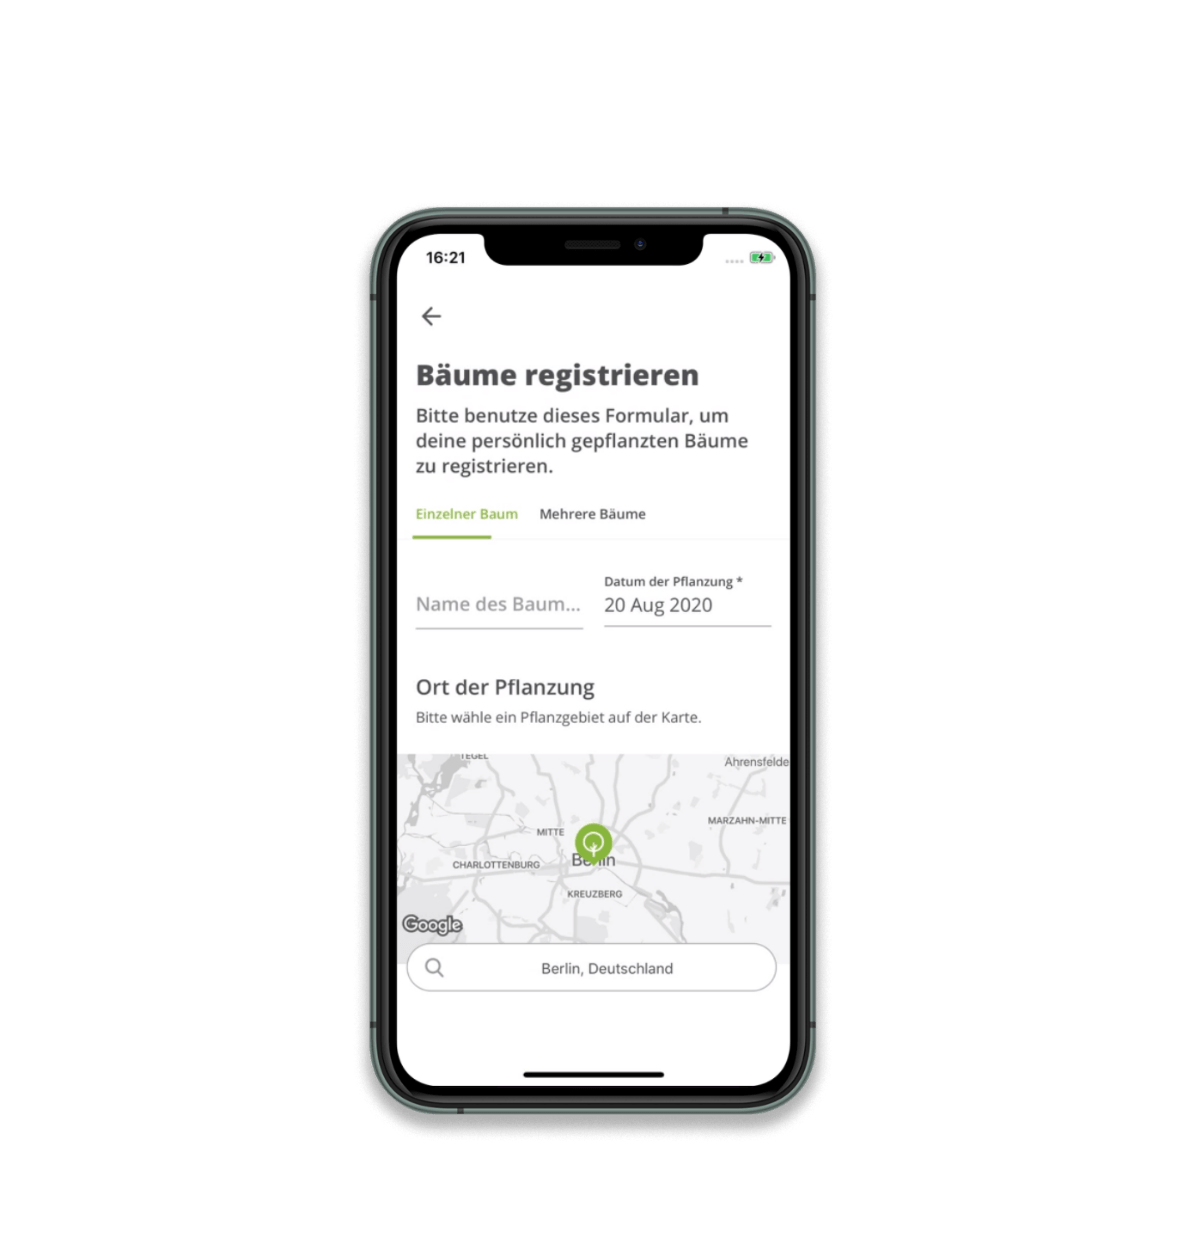 16:21
Bäume registrieren
Bitte benutze dieses Formular, um
deine persönlich gepflanzten Bäume
zu registrieren.
Einzelner Baum Mehrere Bäume
Datum der Pflanzung *
Name des Baum... 20 Aug 2020
Ort der Pflanzung
Bitte wähle ein Pflanzgebiet auf der Karte.
TEGEL
Ahrensfelde
MARZAHN-MITTE
MITTE
Berlin
CHARLOTTENBURG
KREUZBERG
Google
Berlin, Deutschland